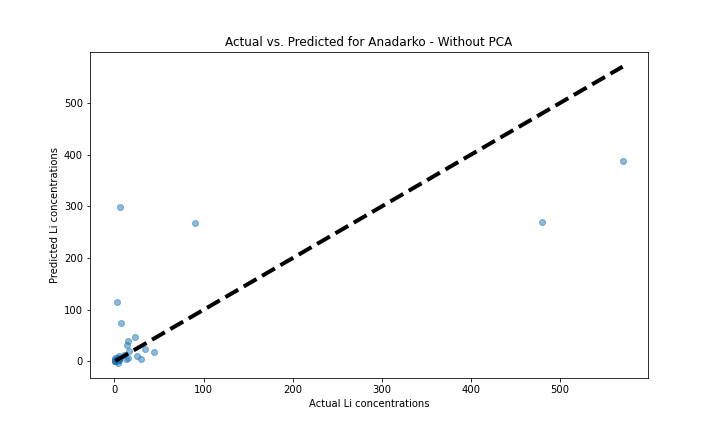 Actual vs. Predicted for Anadarko - Without PCA
Predicted Li concentrations
500
400
300
200
100
0
0 100 200 300 400 500
Actual Li concentrations